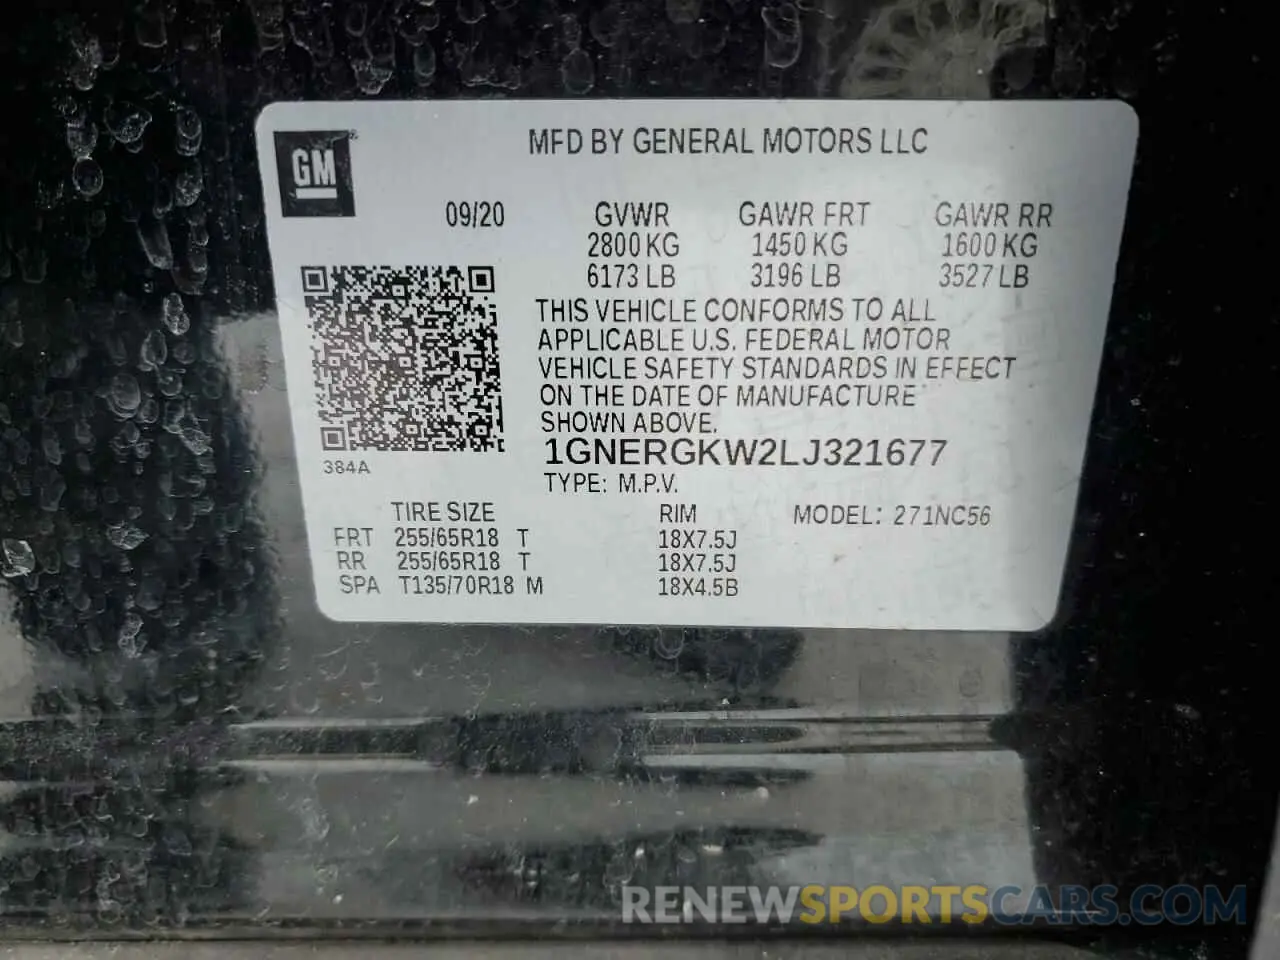 GM
MFD BY GENERAL MOTORS LLC
09/20 GVWR GAWR FRT GAWR RR
2800 KG 1450 KG 1600 KG
6173 LB 3196 LB 3527 LB
THIS VEHICLE CONFORMS TO ALL
APPLICABLE U.S. FEDERAL MOTOR
VEHICLE SAFETY STANDARDS IN EFFECT
ON THE DATE OF MANUFACTURE
SHOWN ABOVE.
1GNERGKW2LJ321677
384A
TYPE: M.P.V.
TIRE SIZE RIM MODEL: 271NC56
FRT 255/65R18 T 18X7.5J
RR 255/65R18 T 18X7.5J
SPA T135/70R18 M 18X4.5B
RENEWSPORTSCARS.COM